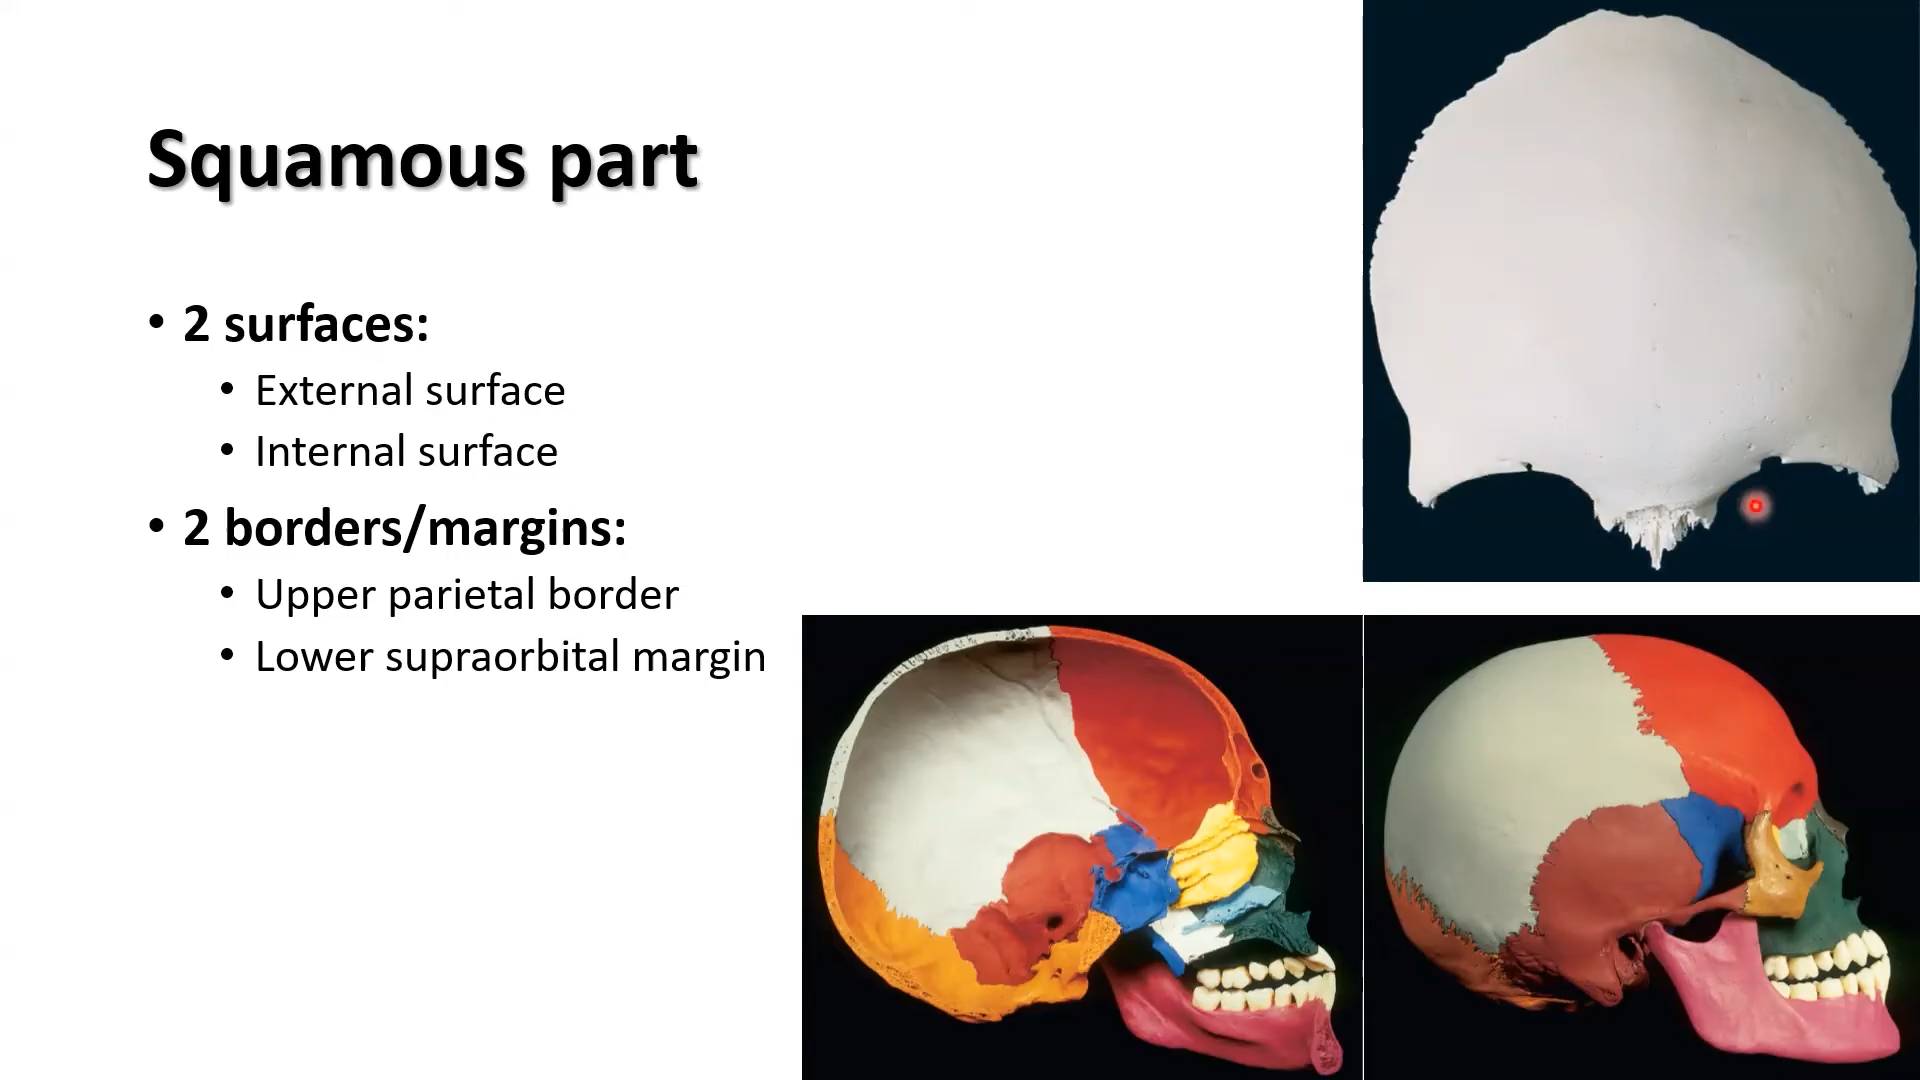 Squamous part
• 2 surfaces:
• External surface
• Internal surface
• 2 borders/margins:
• Upper parietal border
• Lower supraorbital margin